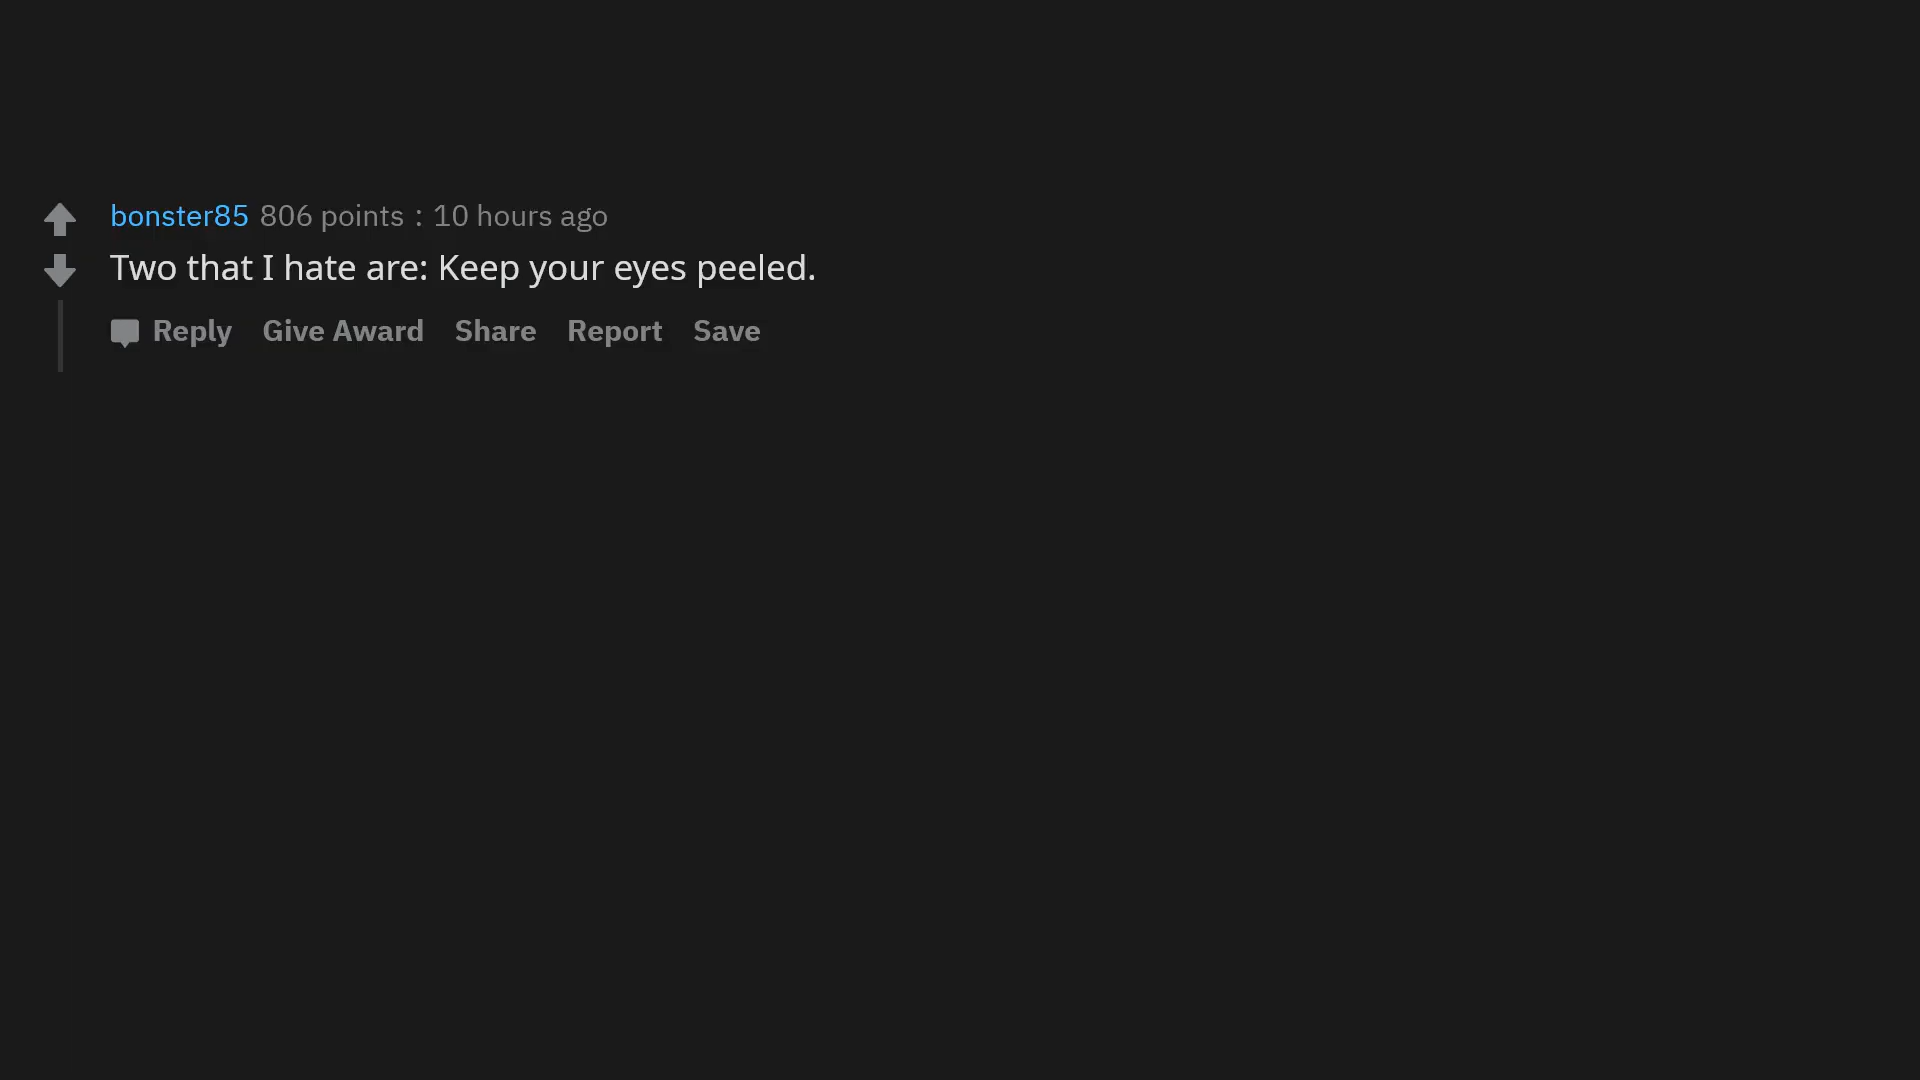 bonster85 806 points : 10 hours ago
Two that I hate are: Keep your eyes peeled.
Reply Give Award Share Report Save